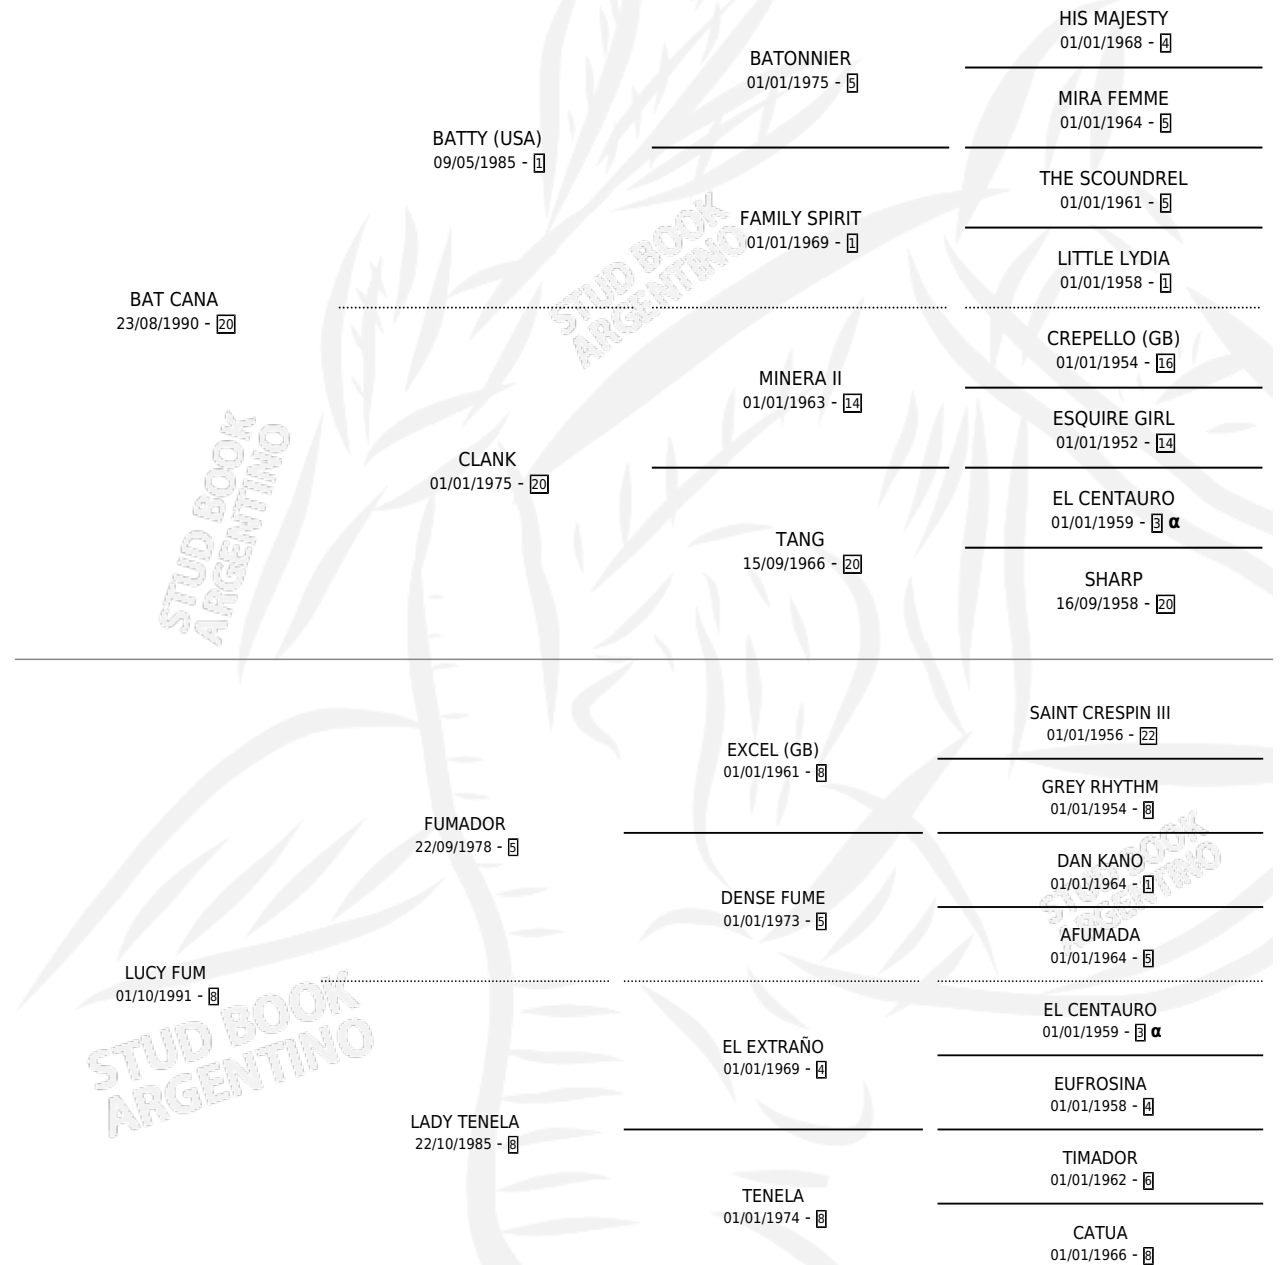 HIS MAJESTY
01/01/1968 - 4
BATONNIER
01/01/1975 - 5
MIRA FEMME
01/01/1964 - 5
BATTY (USA)
09/05/1985 - 1
THE SCOUNDREL
01/01/1961 - 5
FAMILY SPIRIT
01/01/1969 - 1
LITTLE LYDIA
01/01/1958 - 1
BAT CANA
23/08/1990 - 20
CREPELLO (GB)
01/01/1954 - 16
MINERA II
01/01/1963 - 14
ESQUIRE GIRL
01/01/1952 - 14
CLANK
01/01/1975 - 20
EL CENTAURO
01/01/1959 - 3 α
TANG
15/09/1966 - 20
SHARP
16/09/1958 - 20
STUD BOOK
ARGENTINO
STUD BOOK
ARGENTINO
SAINT CRESPIN III
01/01/1956 - 22
EXCEL (GB)
01/01/1961 - 8
GREY RHYTHM
01/01/1954 - 8
FUMADOR
22/09/1978 - 5
DAN KANO
01/01/1964 - 1
DENSE FUME
01/01/1973 - 5
AFUMADA
01/01/1964 - 5
LUCY FUM
01/10/1991 - 8
EL CENTAURO
01/01/1959 - 3 α
EL EXTRAÑO
01/01/1969 - 4
EUFROSINA
01/01/1958 - 4
LADY TENELA
22/10/1985 - 8
TIMADOR
01/01/1962 - 6
TENELA
01/01/1974 - 8
CATUA
01/01/1966 - 8
STUD BOOK
ARGENTINO
STUD BOOK
ARGENTINO